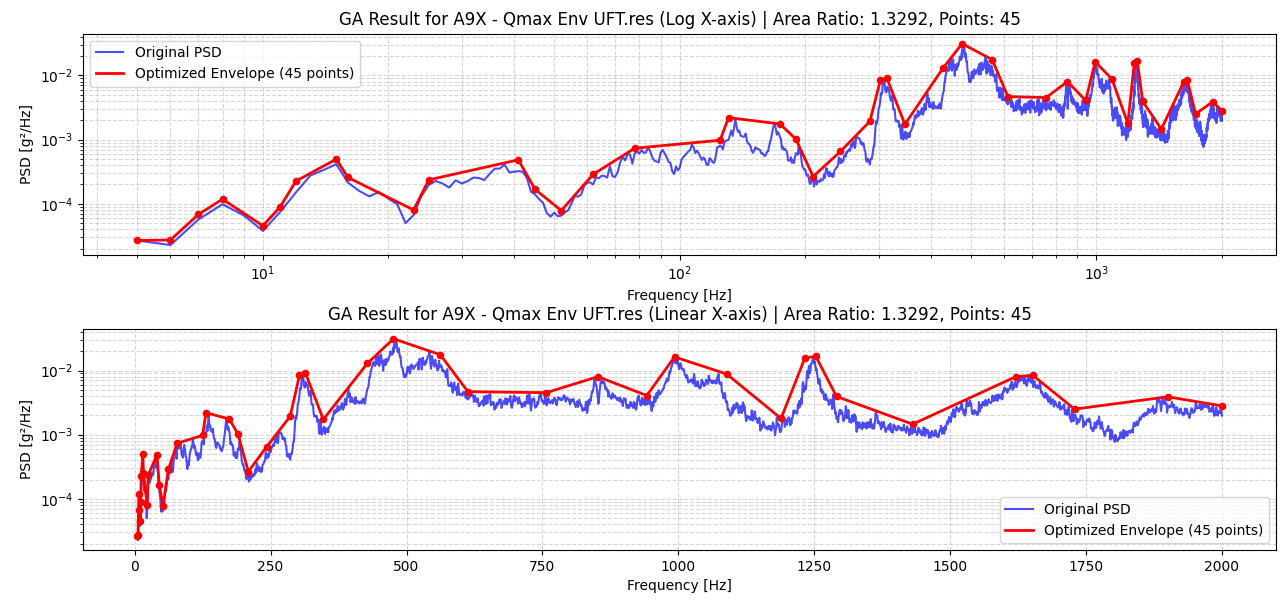 GA Result for A9X - Qmax Env UFT.res (Log X-axis) | Area Ratio: 1.3292, Points: 45
Original PSD
Optimized Envelope (45 points)
PSD [g²/Hz]
10⁻²
10⁻³
10⁻⁴
10¹ 10² 10³
Frequency [Hz]
GA Result for A9X - Qmax Env UFT.res (Linear X-axis) | Area Ratio: 1.3292, Points: 45
PSD [g²/Hz]
10⁻²
10⁻³
10⁻⁴
Original PSD
Optimized Envelope (45 points)
0 250 500 750 1000 1250 1500 1750 2000
Frequency [Hz]